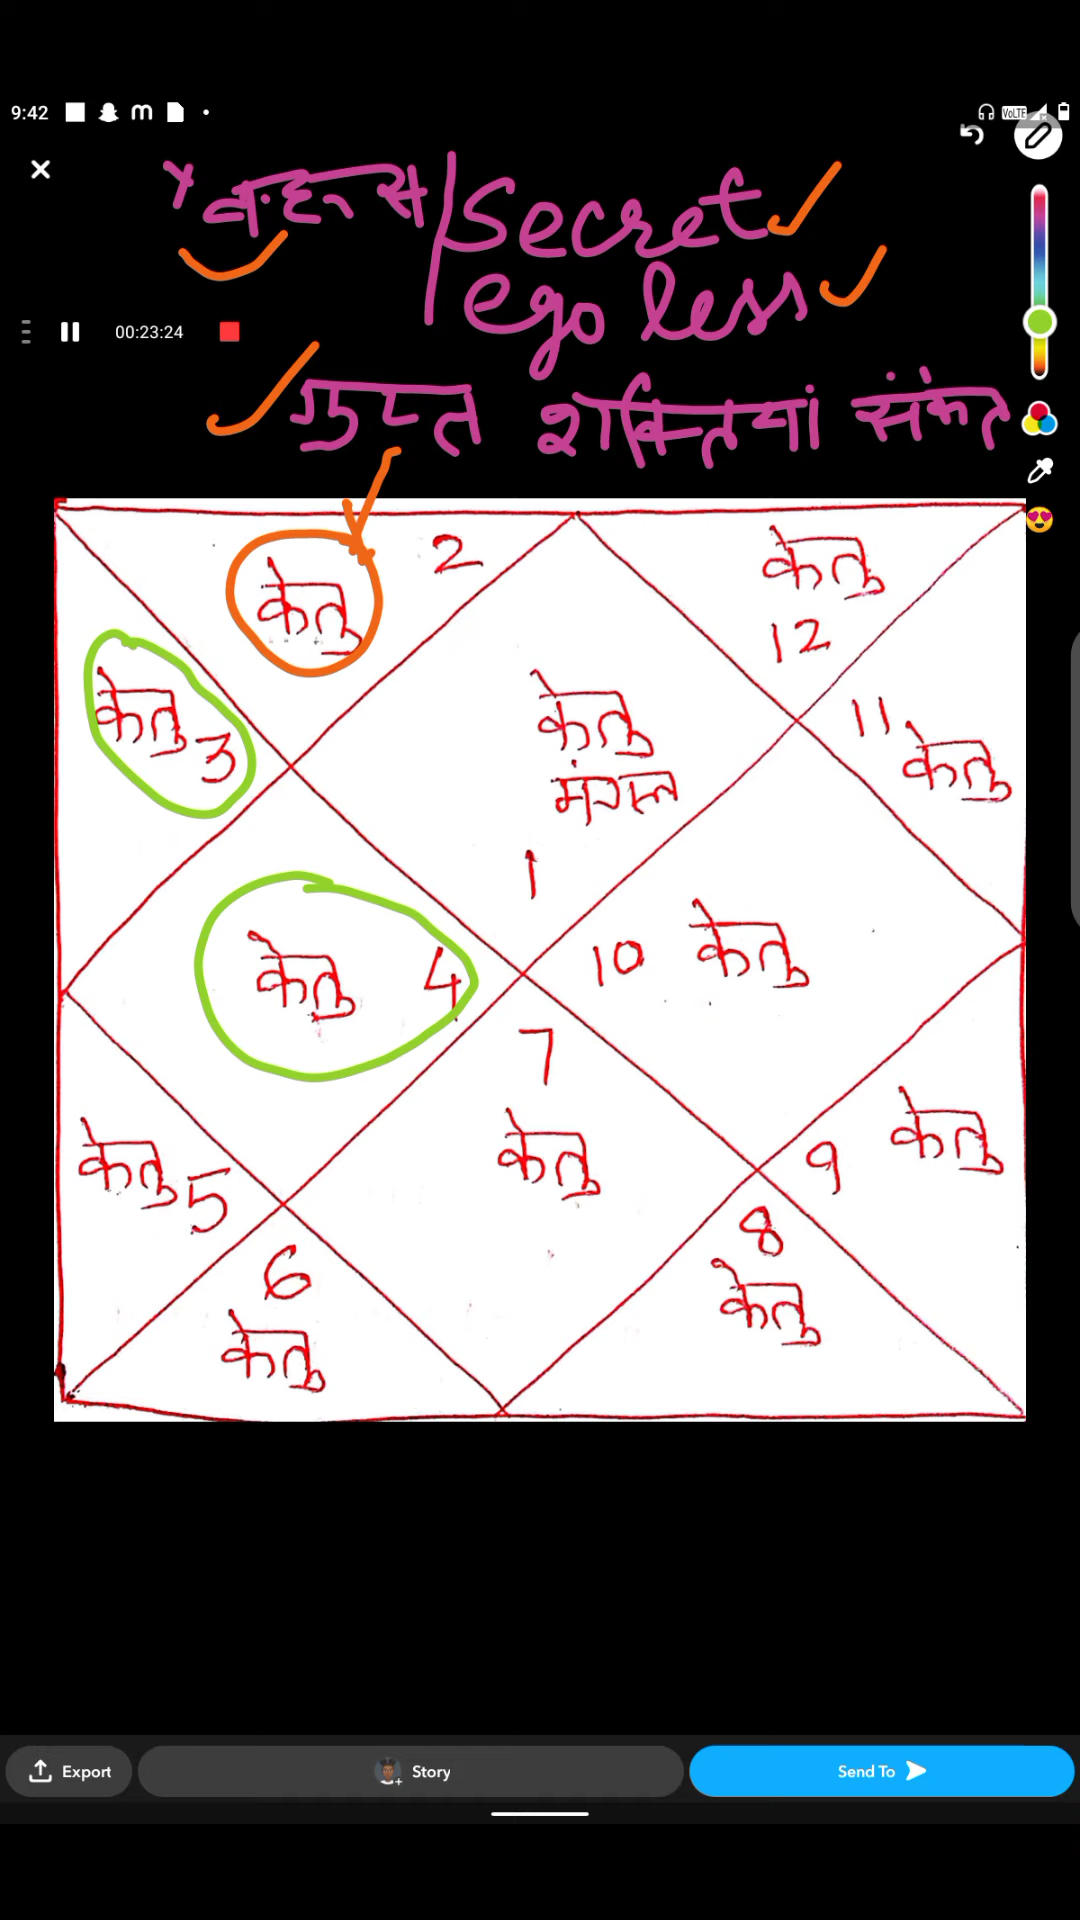 9:42
VoLTE
Secret
ego less
00:23:24
गुप्त शक्तियां संकेत
केतु 2
केतु
12
केतु 3
केतु
मंगल
1
11
केतु
केतु 4
10 केतु
7
केतु
केतु 5
9 केतु
6
केतु
8
केतु
Export
Story
Send To